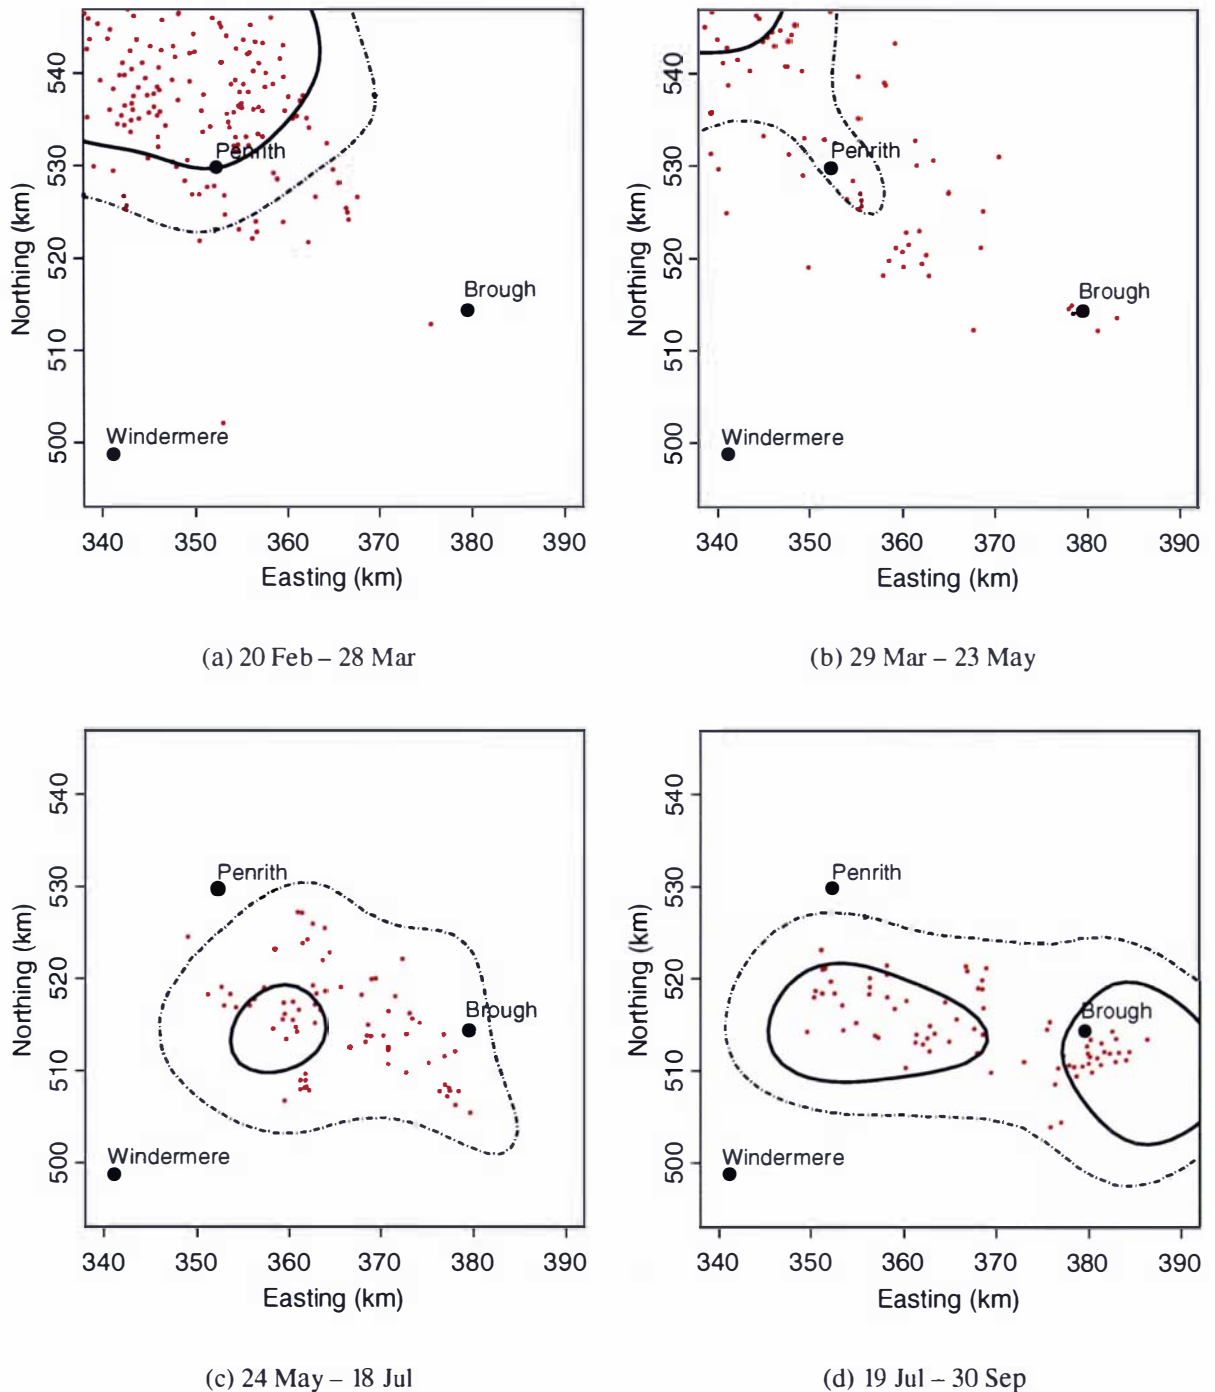 540
530
520
510
500
Northing (km)
Penrith
Brough
Windermere
340 350 360 370 380 390
Easting (km)
(a) 20 Feb – 28 Mar
540
530
520
510
500
Northing (km)
Penrith
Brough
Windermere
340 350 360 370 380 390
Easting (km)
(b) 29 Mar – 23 May
540
530
520
510
500
Northing (km)
Penrith
Brough
Windermere
340 350 360 370 380 390
Easting (km)
(c) 24 May – 18 Jul
540
530
520
510
500
Northing (km)
Penrith
Brough
Windermere
340 350 360 370 380 390
Easting (km)
(d) 19 Jul – 30 Sep